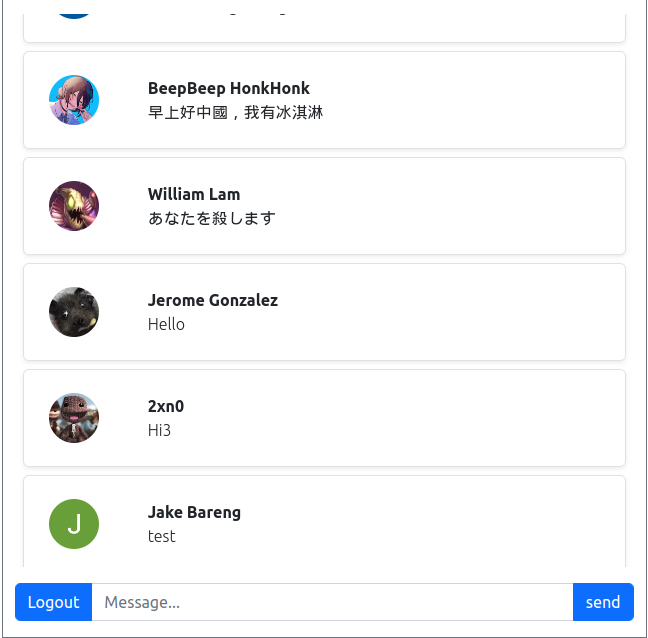 BeepBeep HonkHonk
早上好中國，我有冰淇淋
William Lam
あなたを殺します
Jerome Gonzalez
Hello
2xn0
Hi3
J
Jake Bareng
test
Logout
Message...
send